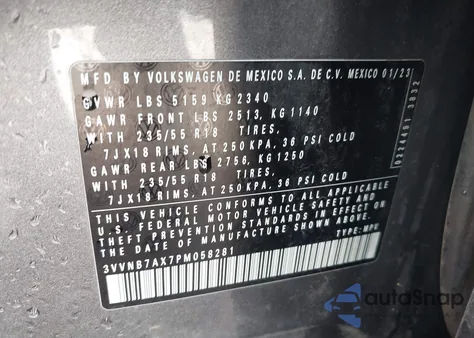 MFD BY VOLKSWAGEN DE MEXICO S.A. DE C.V. MEXICO 01/23
GVWR LBS 5159 KG 2340
GAWR FRONT LBS 2513, KG 1140
WITH 235/55 R18 TIRES,
7JX18 RIMS, AT 250 KPA, 36 PSI COLD
GAWR REAR LBS 2756, KG 1250
WITH 235/55 R18 TIRES,
7JX18 RIMS, AT 250 KPA, 36 PSI COLD
THIS VEHICLE CONFORMS TO ALL APPLICABLE
U.S. FEDERAL MOTOR VEHICLE SAFETY AND
THEFT PREVENTION STANDARDS IN EFFECT ON
THE DATE OF MANUFACTURE SHOWN ABOVE.
3VVNB7AX7PM058281 TYPE: MPV
autoSnap